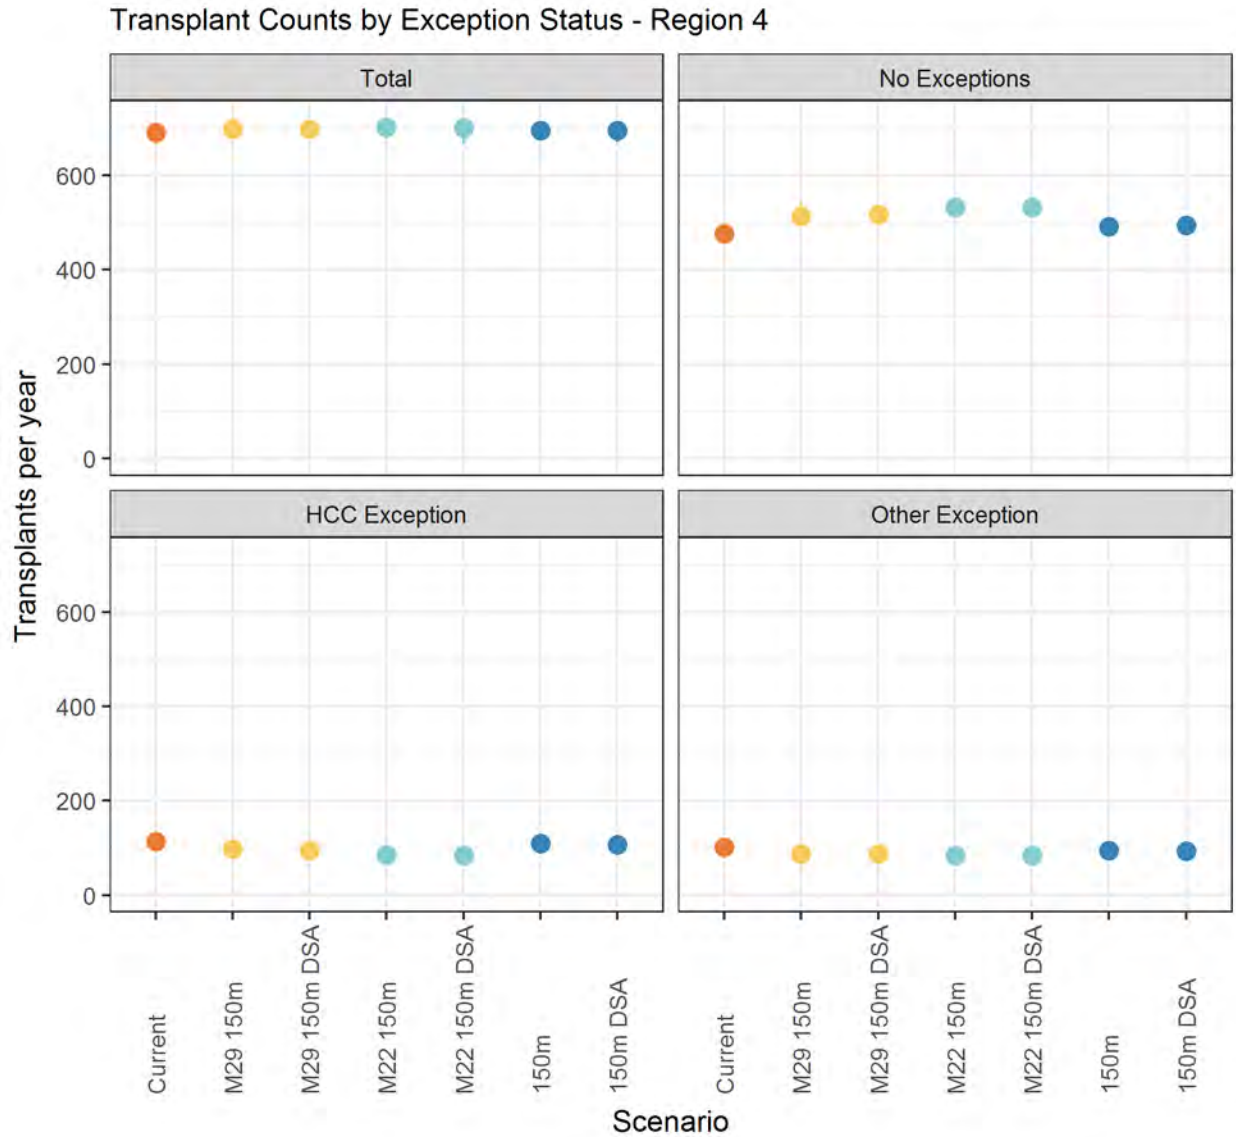 Transplant Counts by Exception Status - Region 4
Total
No Exceptions
600
400
200
0
HCC Exception
Other Exception
600
400
200
0
Transplants per year
Current
M29 150m
M29 150m DSA
M22 150m
M22 150m DSA
150m
150m DSA
Current
M29 150m
M29 150m DSA
M22 150m
M22 150m DSA
150m
150m DSA
Scenario